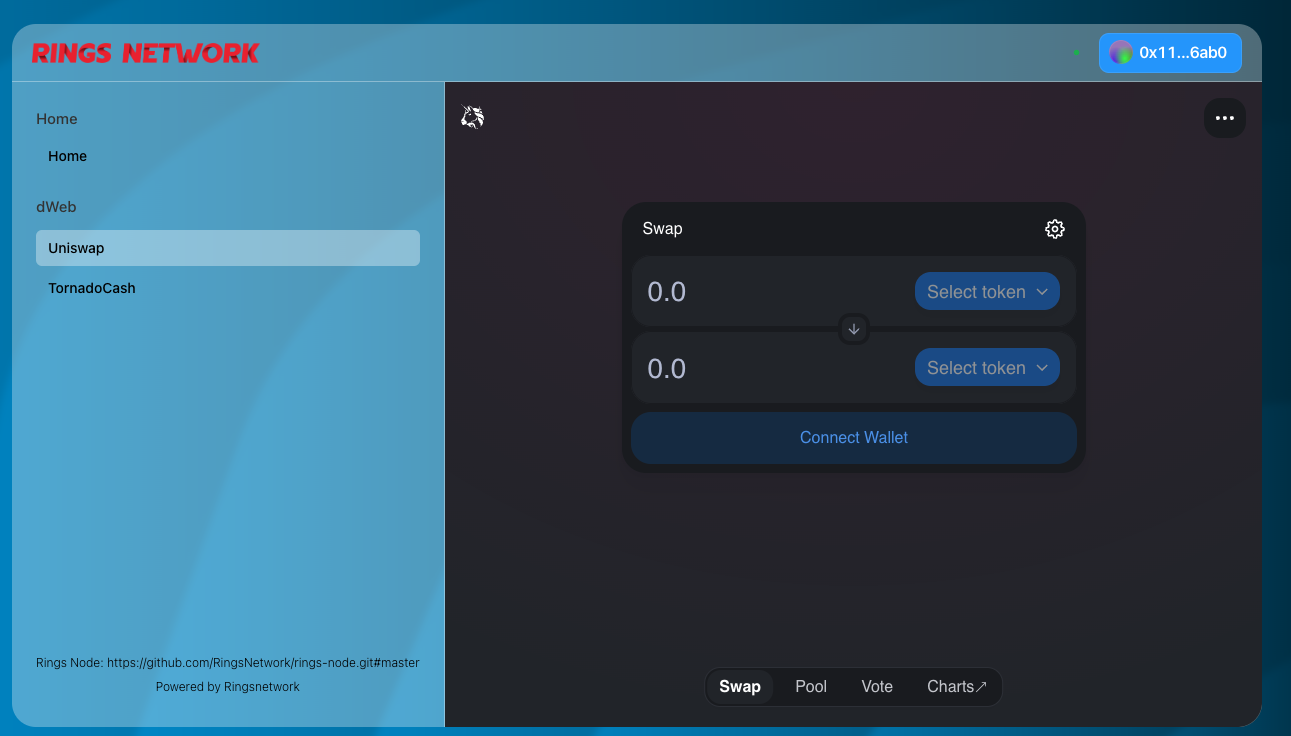 RINGS NETWORK
0x11...6ab0
Home
Home
dWeb
Uniswap
TornadoCash
Rings Node: https://github.com/RingsNetwork/rings-node.git#master
Powered by Ringsnetwork
Swap
0.0
Select token
0.0
Select token
Connect Wallet
Swap Pool Vote Charts↗